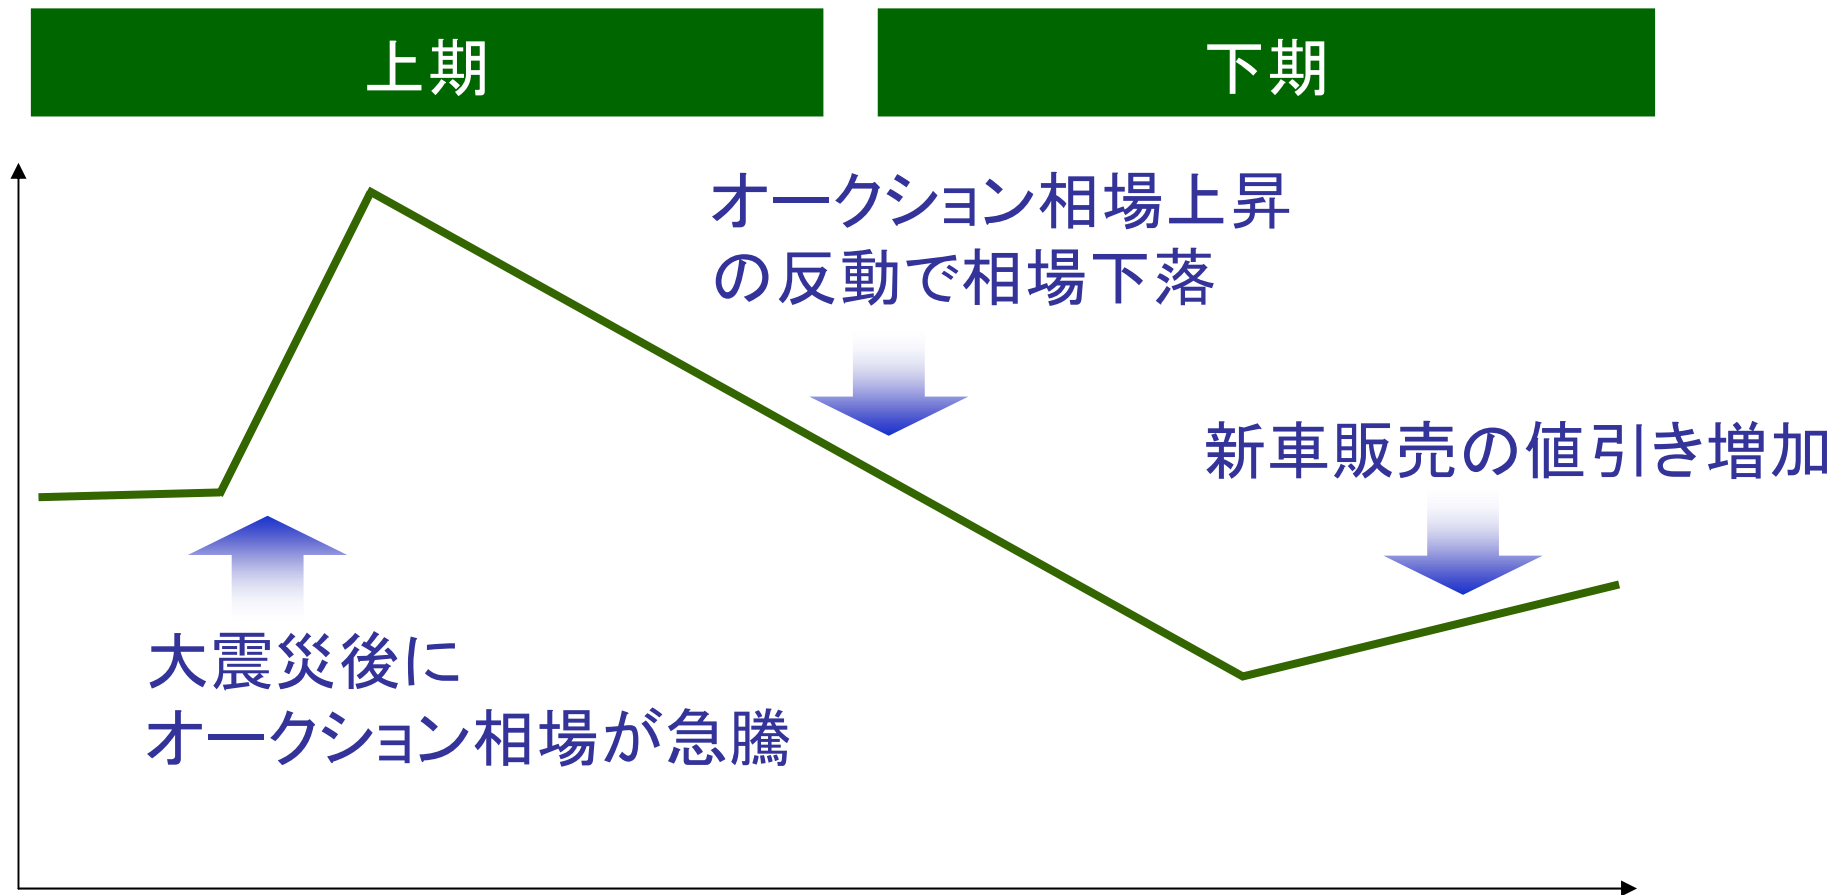 上期
下期
オークション相場上昇
の反動で相場下落
新車販売の値引き増加
大震災後に
オークション相場が急騰